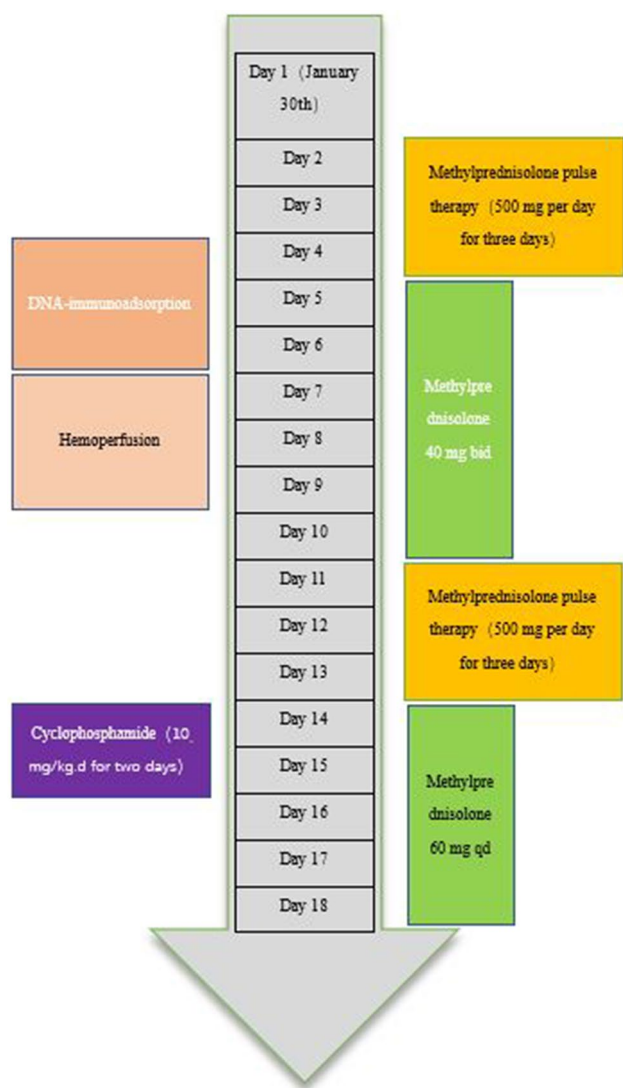 Day 1（January
30th）
Day 2
Day 3
Day 4
Day 5
Day 6
Day 7
Day 8
Day 9
Day 10
Day 11
Day 12
Day 13
Day 14
Day 15
Day 16
Day 17
Day 18
DNA-immunoadsorption
Hemoperfusion
Cyclophosphamide（10
mg/kg.d for two days）
Methylprednisolone pulse
therapy（500 mg per day
for three days）
Methylpre
dnisolone
40 mg bid
Methylprednisolone pulse
therapy（500 mg per day
for three days）
Methylpre
dnisolone
60 mg qd